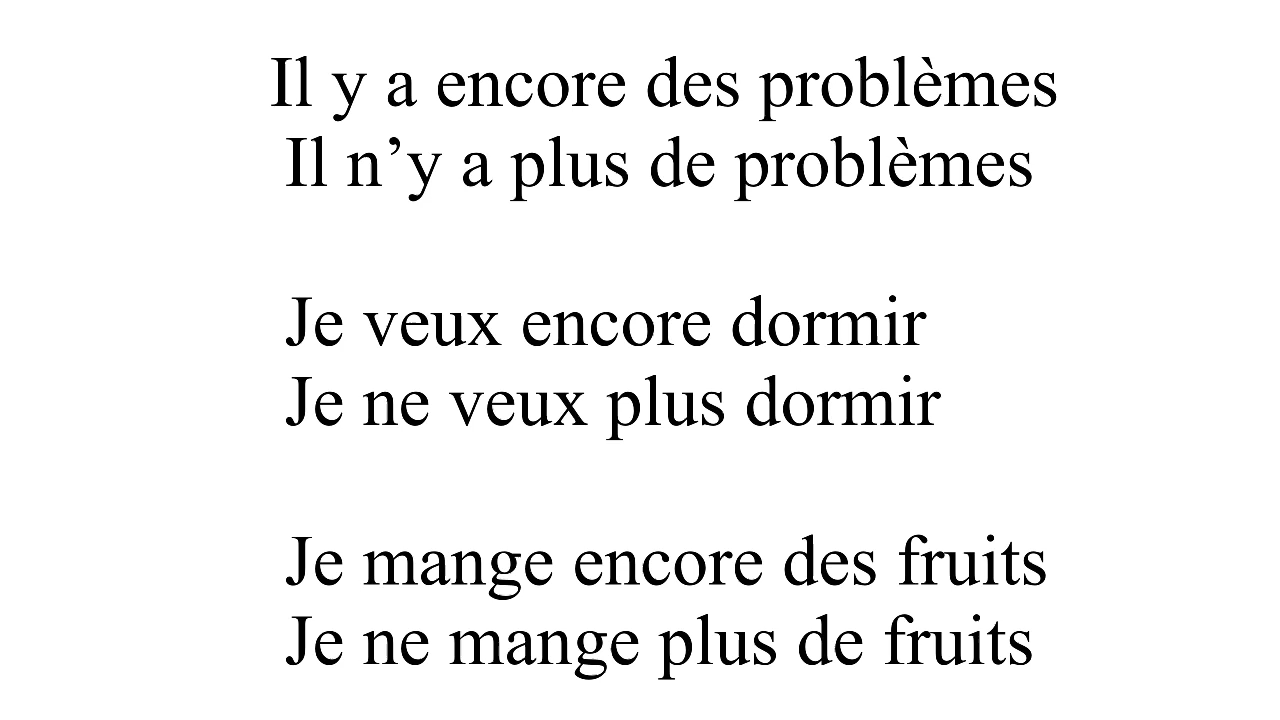 Il y a encore des problèmes
Il n’y a plus de problèmes
Je veux encore dormir
Je ne veux plus dormir
Je mange encore des fruits
Je ne mange plus de fruits